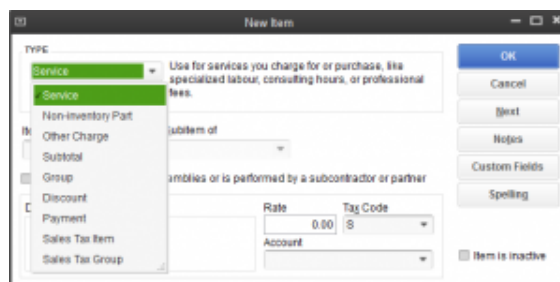 New Item
TYPE
Service
Use for services you charge for or purchase, like
specialized labour, consulting hours, or professional
fees.
Service
Non-inventory Part
Other Charge
Subtotal
Group
Discount
Payment
Sales Tax Item
Sales Tax Group
ubitem of
mblies or is performed by a subcontractor or partner
Rate
Tax Code
0.00
S
Account
OK
Cancel
Next
Notes
Custom Fields
Spelling
Item is inactive